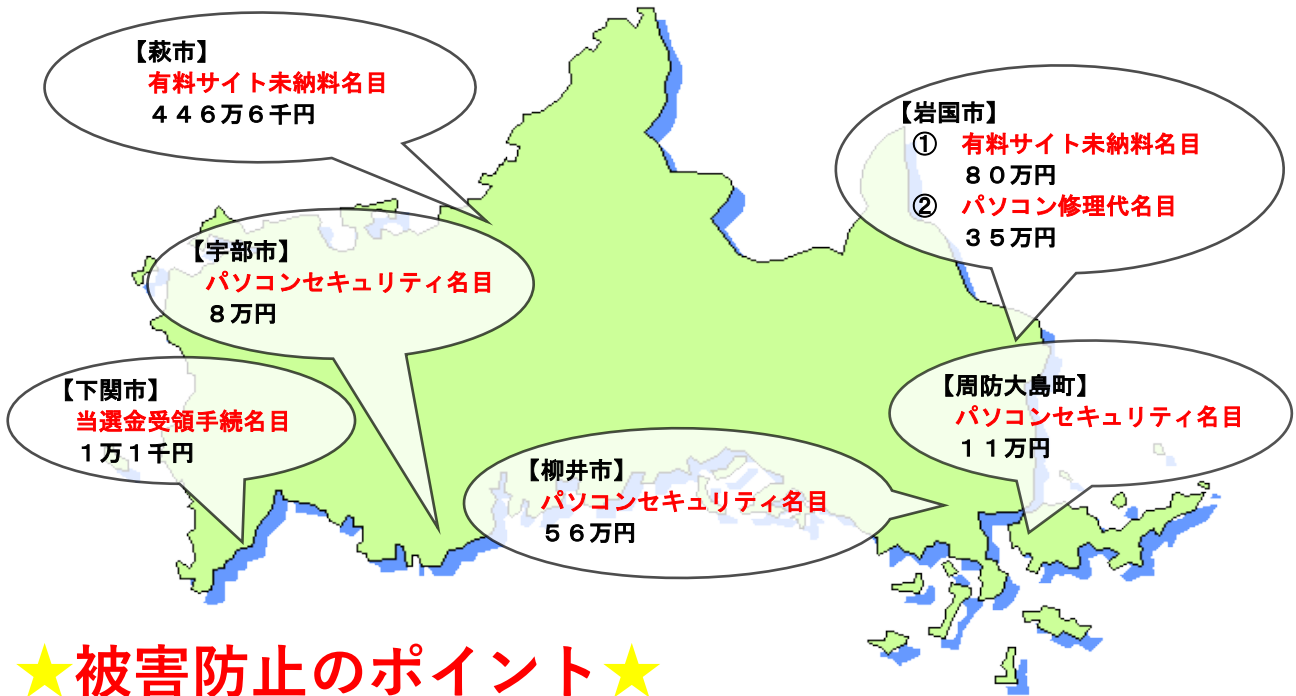 【萩市】
有料サイト未納料名目
４４６万６千円
【岩国市】
① 有料サイト未納料名目
８０万円
② パソコン修理代名目
３５万円
【宇部市】
パソコンセキュリティ名目
８万円
【下関市】
当選金受領手続名目
１万１千円
【周防大島町】
パソコンセキュリティ名目
１１万円
【柳井市】
パソコンセキュリティ名目
５６万円
★被害防止のポイント★